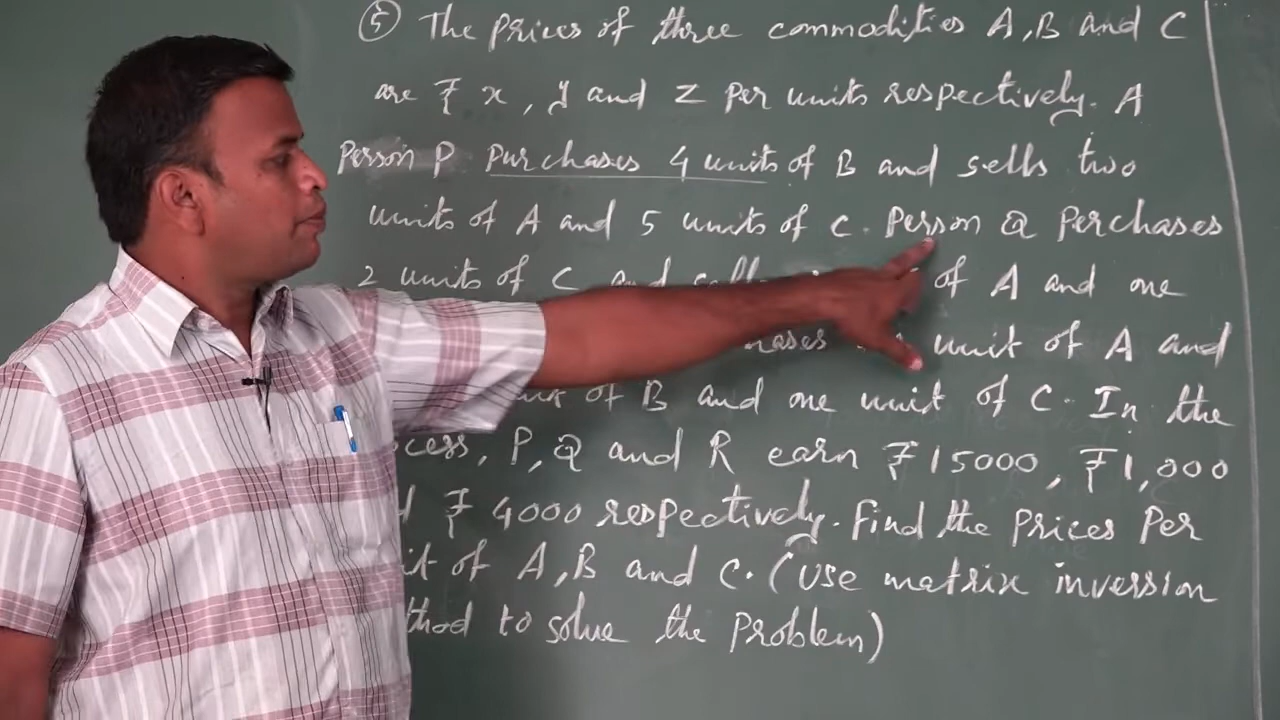 5 The Prices of three commodities A, B and C
are ₹ x, y and z Per units respectively. A
Person P Purchases 4 units of B and sells two
units of A and 5 units of C. Person Q Perchases
2 units of C and of A and one
unit of A and
of B and one unit of C. In the
P, Q and R earn ₹15000, ₹1,000
₹ 4000 respectively. Find the Prices Per
of A, B and C. (Use matrix inversion
to solve the Problem)